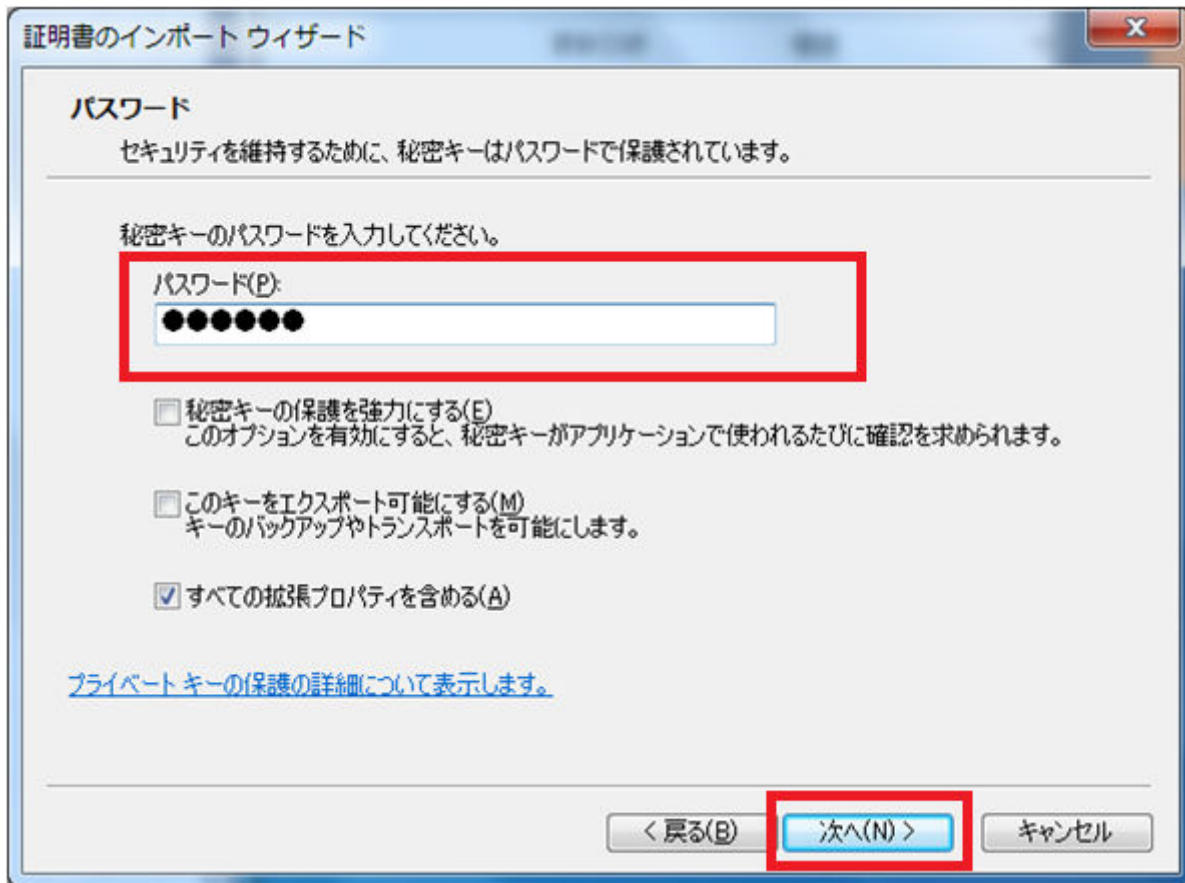 証明書のインポート ウィザード
パスワード
セキュリティを維持するために、秘密キーはパスワードで保護されています。
秘密キーのパスワードを入力してください。
パスワード(P):
●●●●●●
秘密キーの保護を強力にする(E)
このオプションを有効にすると、秘密キーがアプリケーションで使われるたびに確認を求められます。
このキーをエクスポート可能にする(M)
キーのバックアップやトランスポートを可能にします。
すべての拡張プロパティを含める(A)
プライベート キーの保護の詳細について表示します。
< 戻る(B)
次へ(N) >
キャンセル